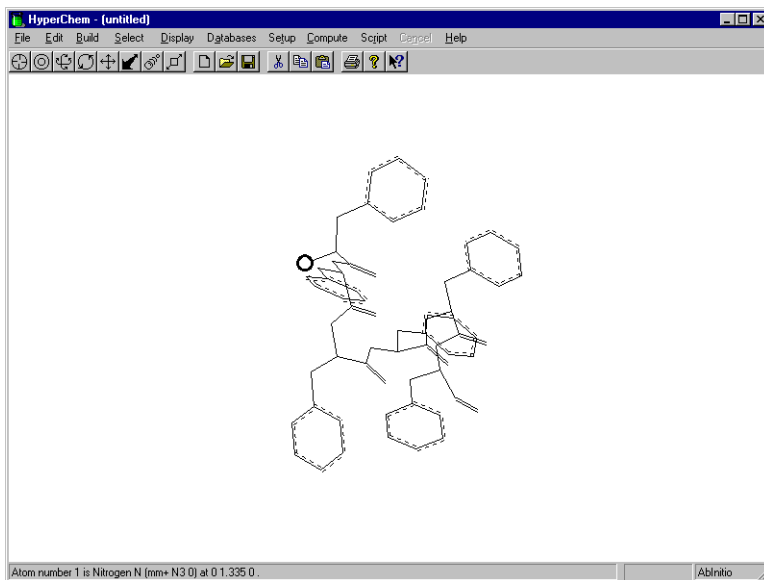 HyperChem - (untitled)
File Edit Build Select Display Databases Setup Compute Script Cancel Help
Atom number 1 is Nitrogen N (mm+ N3 0) at 0 1.335 0 . AbInitio